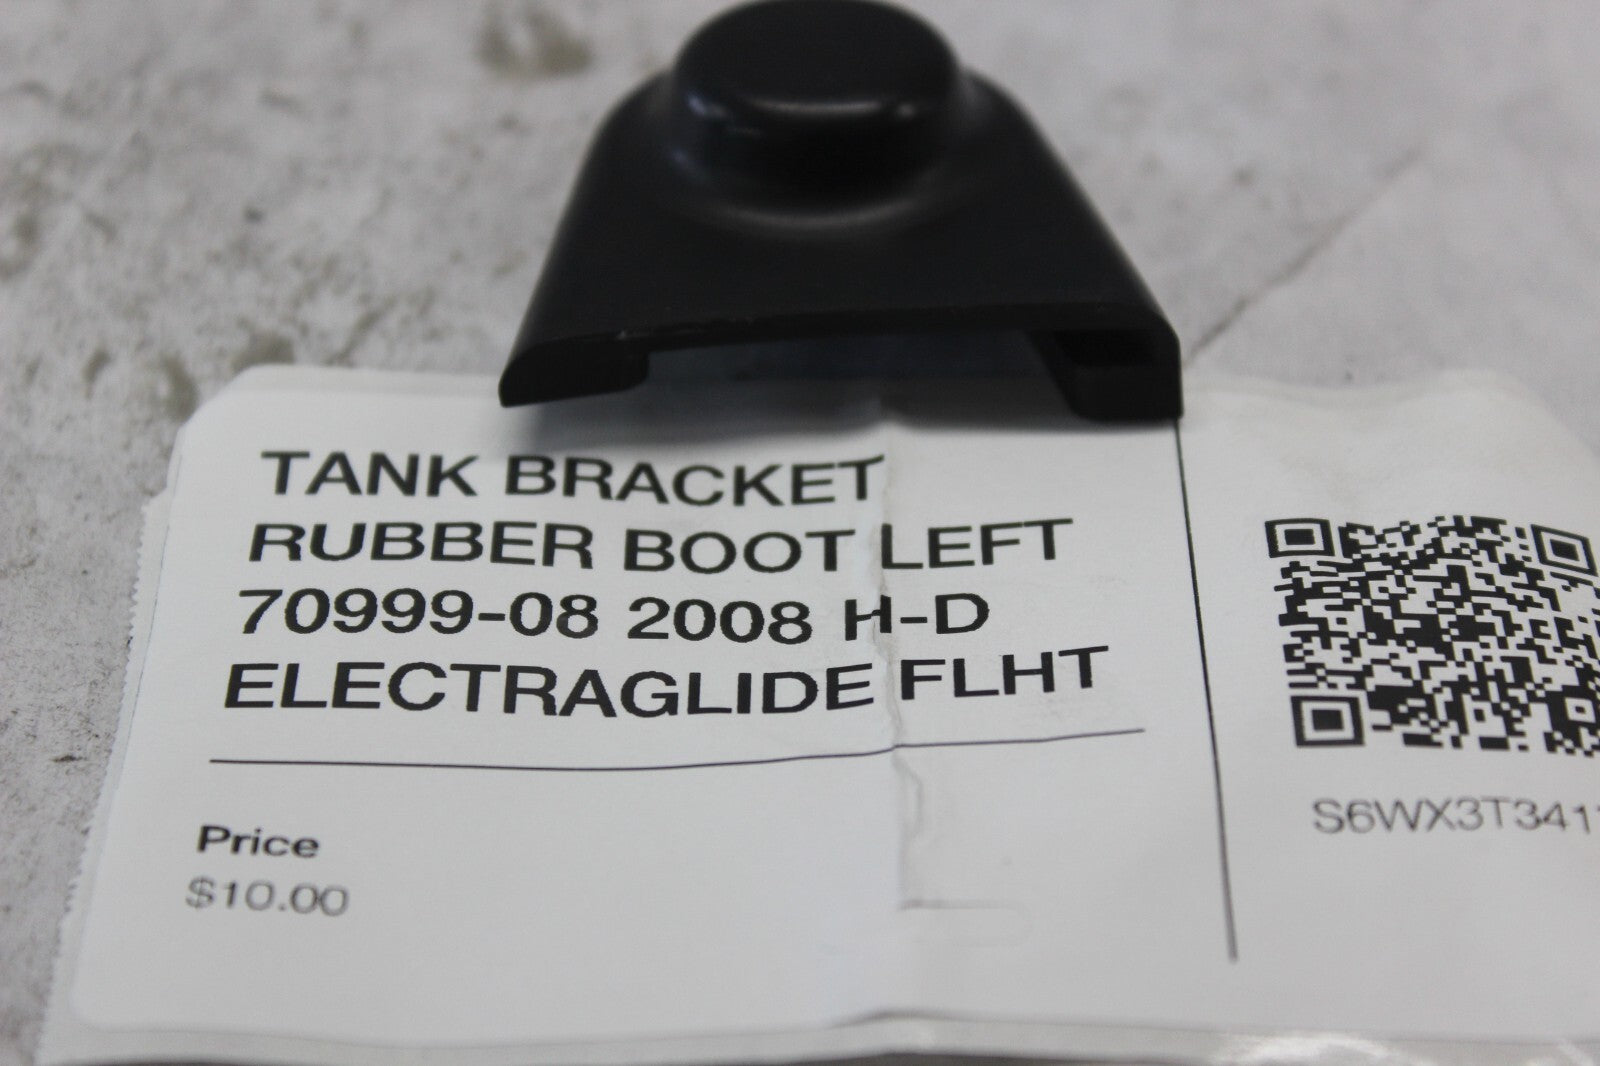 TANK BRACKET
RUBBER BOOT LEFT
70999-08 2008 H-D
ELECTRAGLIDE FLHT
Price
$10.00